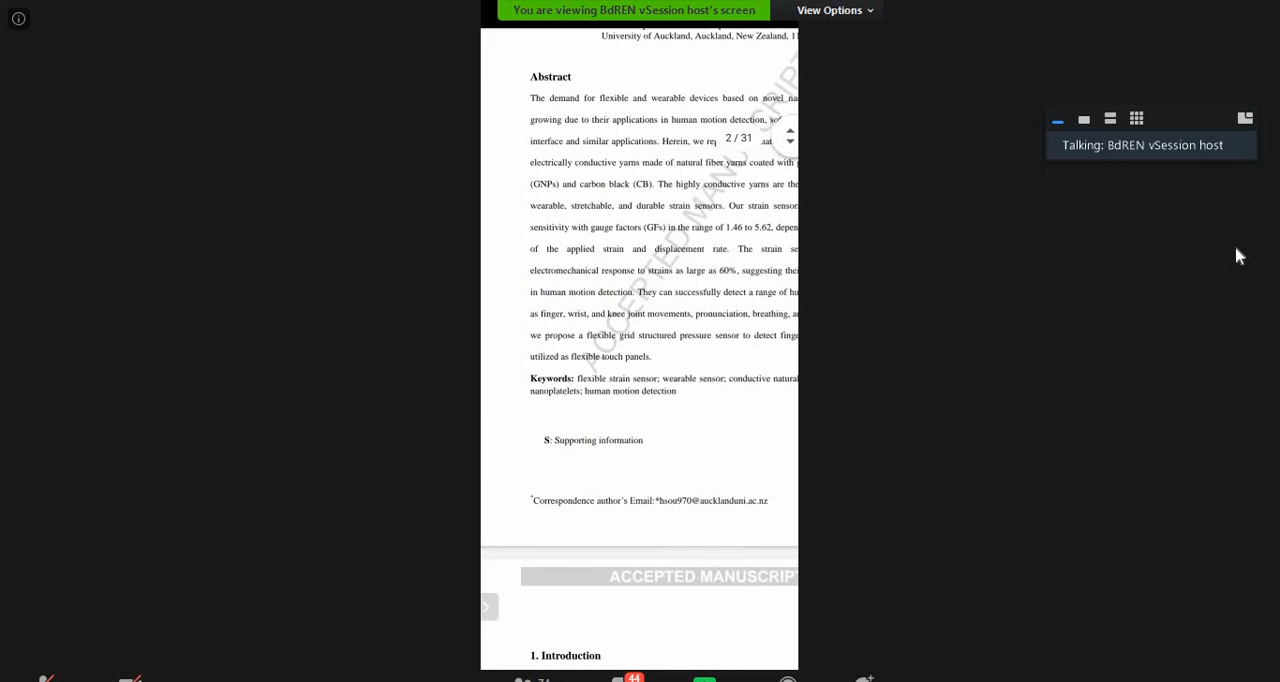 You are viewing BdREN vSession host's screen
View Options
University of Auckland, Auckland, New Zealand,
Abstract
The demand for flexible and wearable devices based on novel
growing due to their applications in human motion detection,
2 / 31
interface and similar applications. Herein, we
electrically conductive yarns made of natural fiber yarns coated with
(GNPs) and carbon black (CB). The highly conductive yarns are
wearable, stretchable, and durable strain sensors. Our strain
sensitivity with gauge factors (GFs) in the range of 1.46 to 5.62,
of the applied strain and displacement rate. The strain
electromechanical response to strains as large as 60%, suggesting
in human motion detection. They can successfully detect a range of
as finger, wrist, and knee joint movements, pronunciation, breathing,
we propose a flexible grid structured pressure sensor to detect
utilized as flexible touch panels.
Keywords: flexible strain sensor; wearable sensor; conductive natural
nanoplatelets; human motion detection
S: Supporting information
*Correspondence author's Email:*hsou970@aucklanduni.ac.nz
ACCEPTED MANUSCRIPT
ACCEPTED MANUSCRIPT
1. Introduction
Talking: BdREN vSession host
44